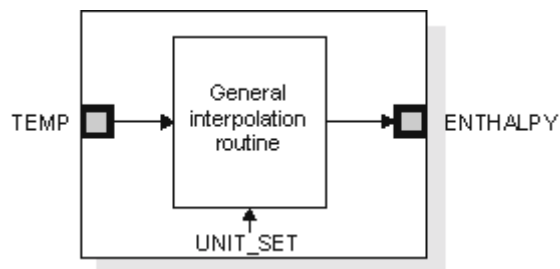 General
interpolation
routine
TEMP
ENTHALPY
UNIT_SET